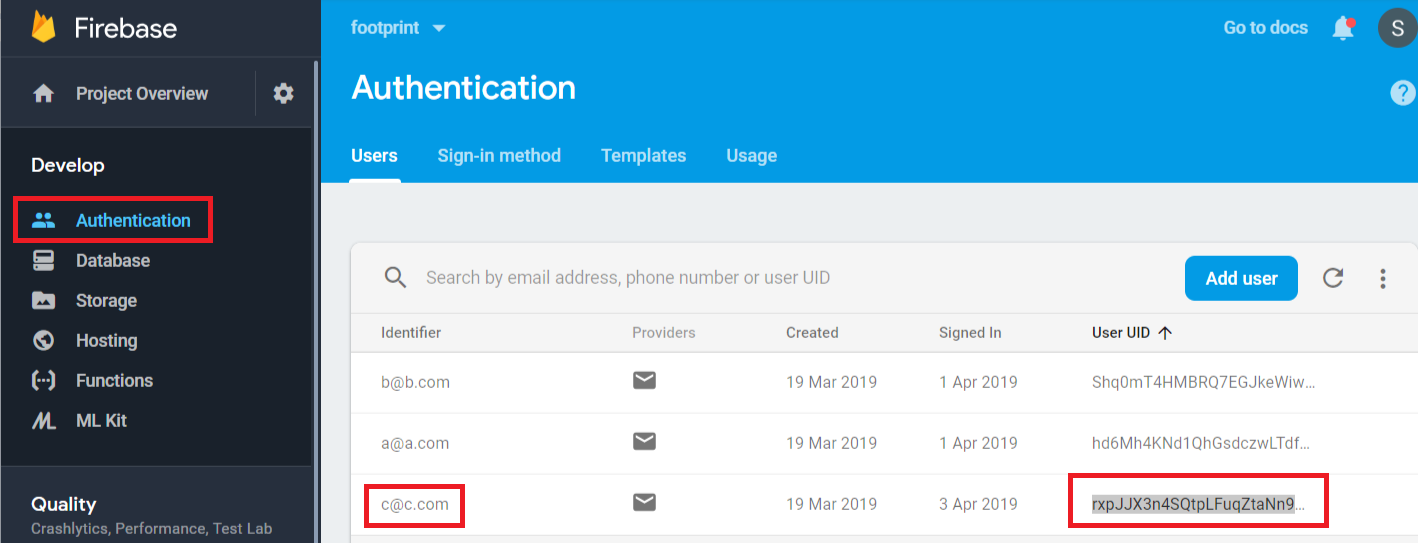 Firebase
Project Overview
Develop
Authentication
Database
Storage
Hosting
Functions
ML Kit
Quality
Crashlytics, Performance, Test Lab
footprint
Go to docs
S
Authentication
?
Users Sign-in method Templates Usage
Search by email address, phone number or user UID
Add user
Identifier Providers Created Signed In User UID
b@b.com 19 Mar 2019 1 Apr 2019 Shq0mT4HMBRQ7EGJkeWiw...
a@a.com 19 Mar 2019 1 Apr 2019 hd6Mh4KNd1QhGsdczwLTdf...
c@c.com 19 Mar 2019 3 Apr 2019 rxpJJX3n4SQtpLFuqZtaNn9...